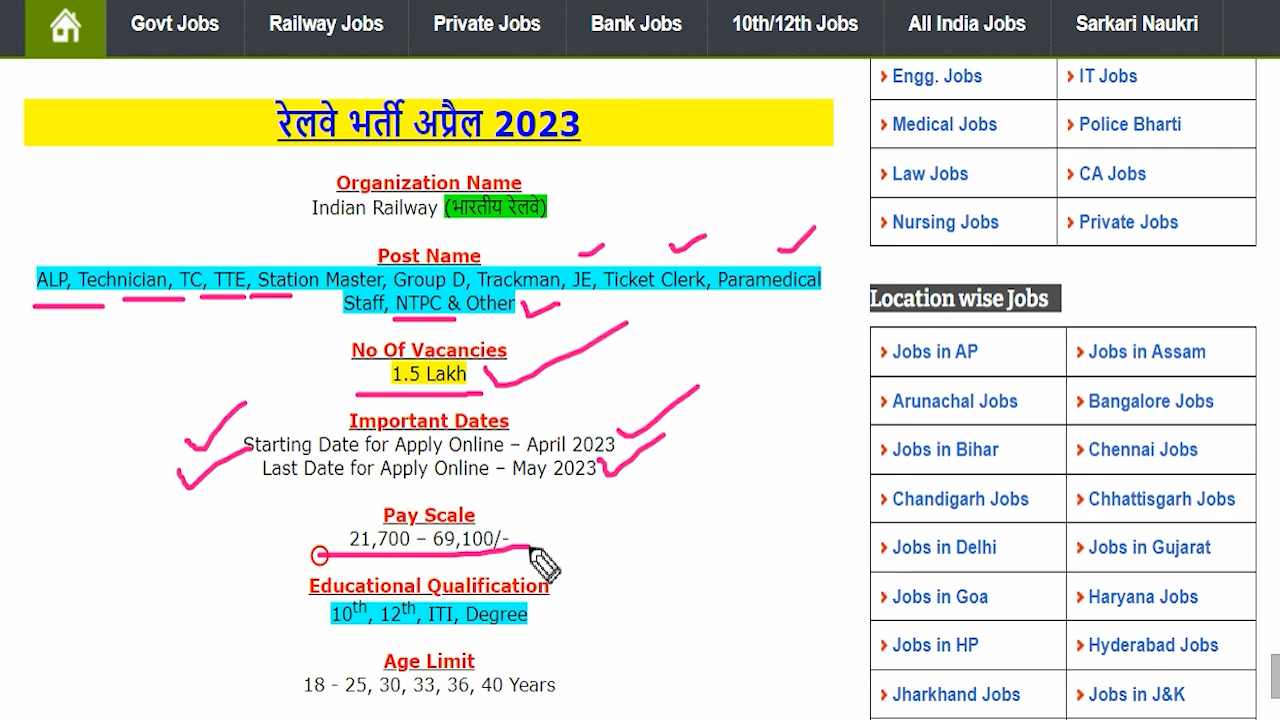 Govt Jobs Railway Jobs Private Jobs Bank Jobs 10th/12th Jobs All India Jobs Sarkari Naukri
रेलवे भर्ती अप्रैल 2023
Organization Name
Indian Railway (भारतीय रेलवे)
Post Name
ALP, Technician, TC, TTE, Station Master, Group D, Trackman, JE, Ticket Clerk, Paramedical
Staff, NTPC & Other
No Of Vacancies
1.5 Lakh
Important Dates
Starting Date for Apply Online – April 2023
Last Date for Apply Online – May 2023
Pay Scale
21,700 – 69,100/-
Educational Qualification
10th, 12th, ITI, Degree
Age Limit
18 - 25, 30, 33, 36, 40 Years
Engg. Jobs IT Jobs
Medical Jobs Police Bharti
Law Jobs CA Jobs
Nursing Jobs Private Jobs
Location wise Jobs
Jobs in AP Jobs in Assam
Arunachal Jobs Bangalore Jobs
Jobs in Bihar Chennai Jobs
Chandigarh Jobs Chhattisgarh Jobs
Jobs in Delhi Jobs in Gujarat
Jobs in Goa Haryana Jobs
Jobs in HP Hyderabad Jobs
Jharkhand Jobs Jobs in J&K